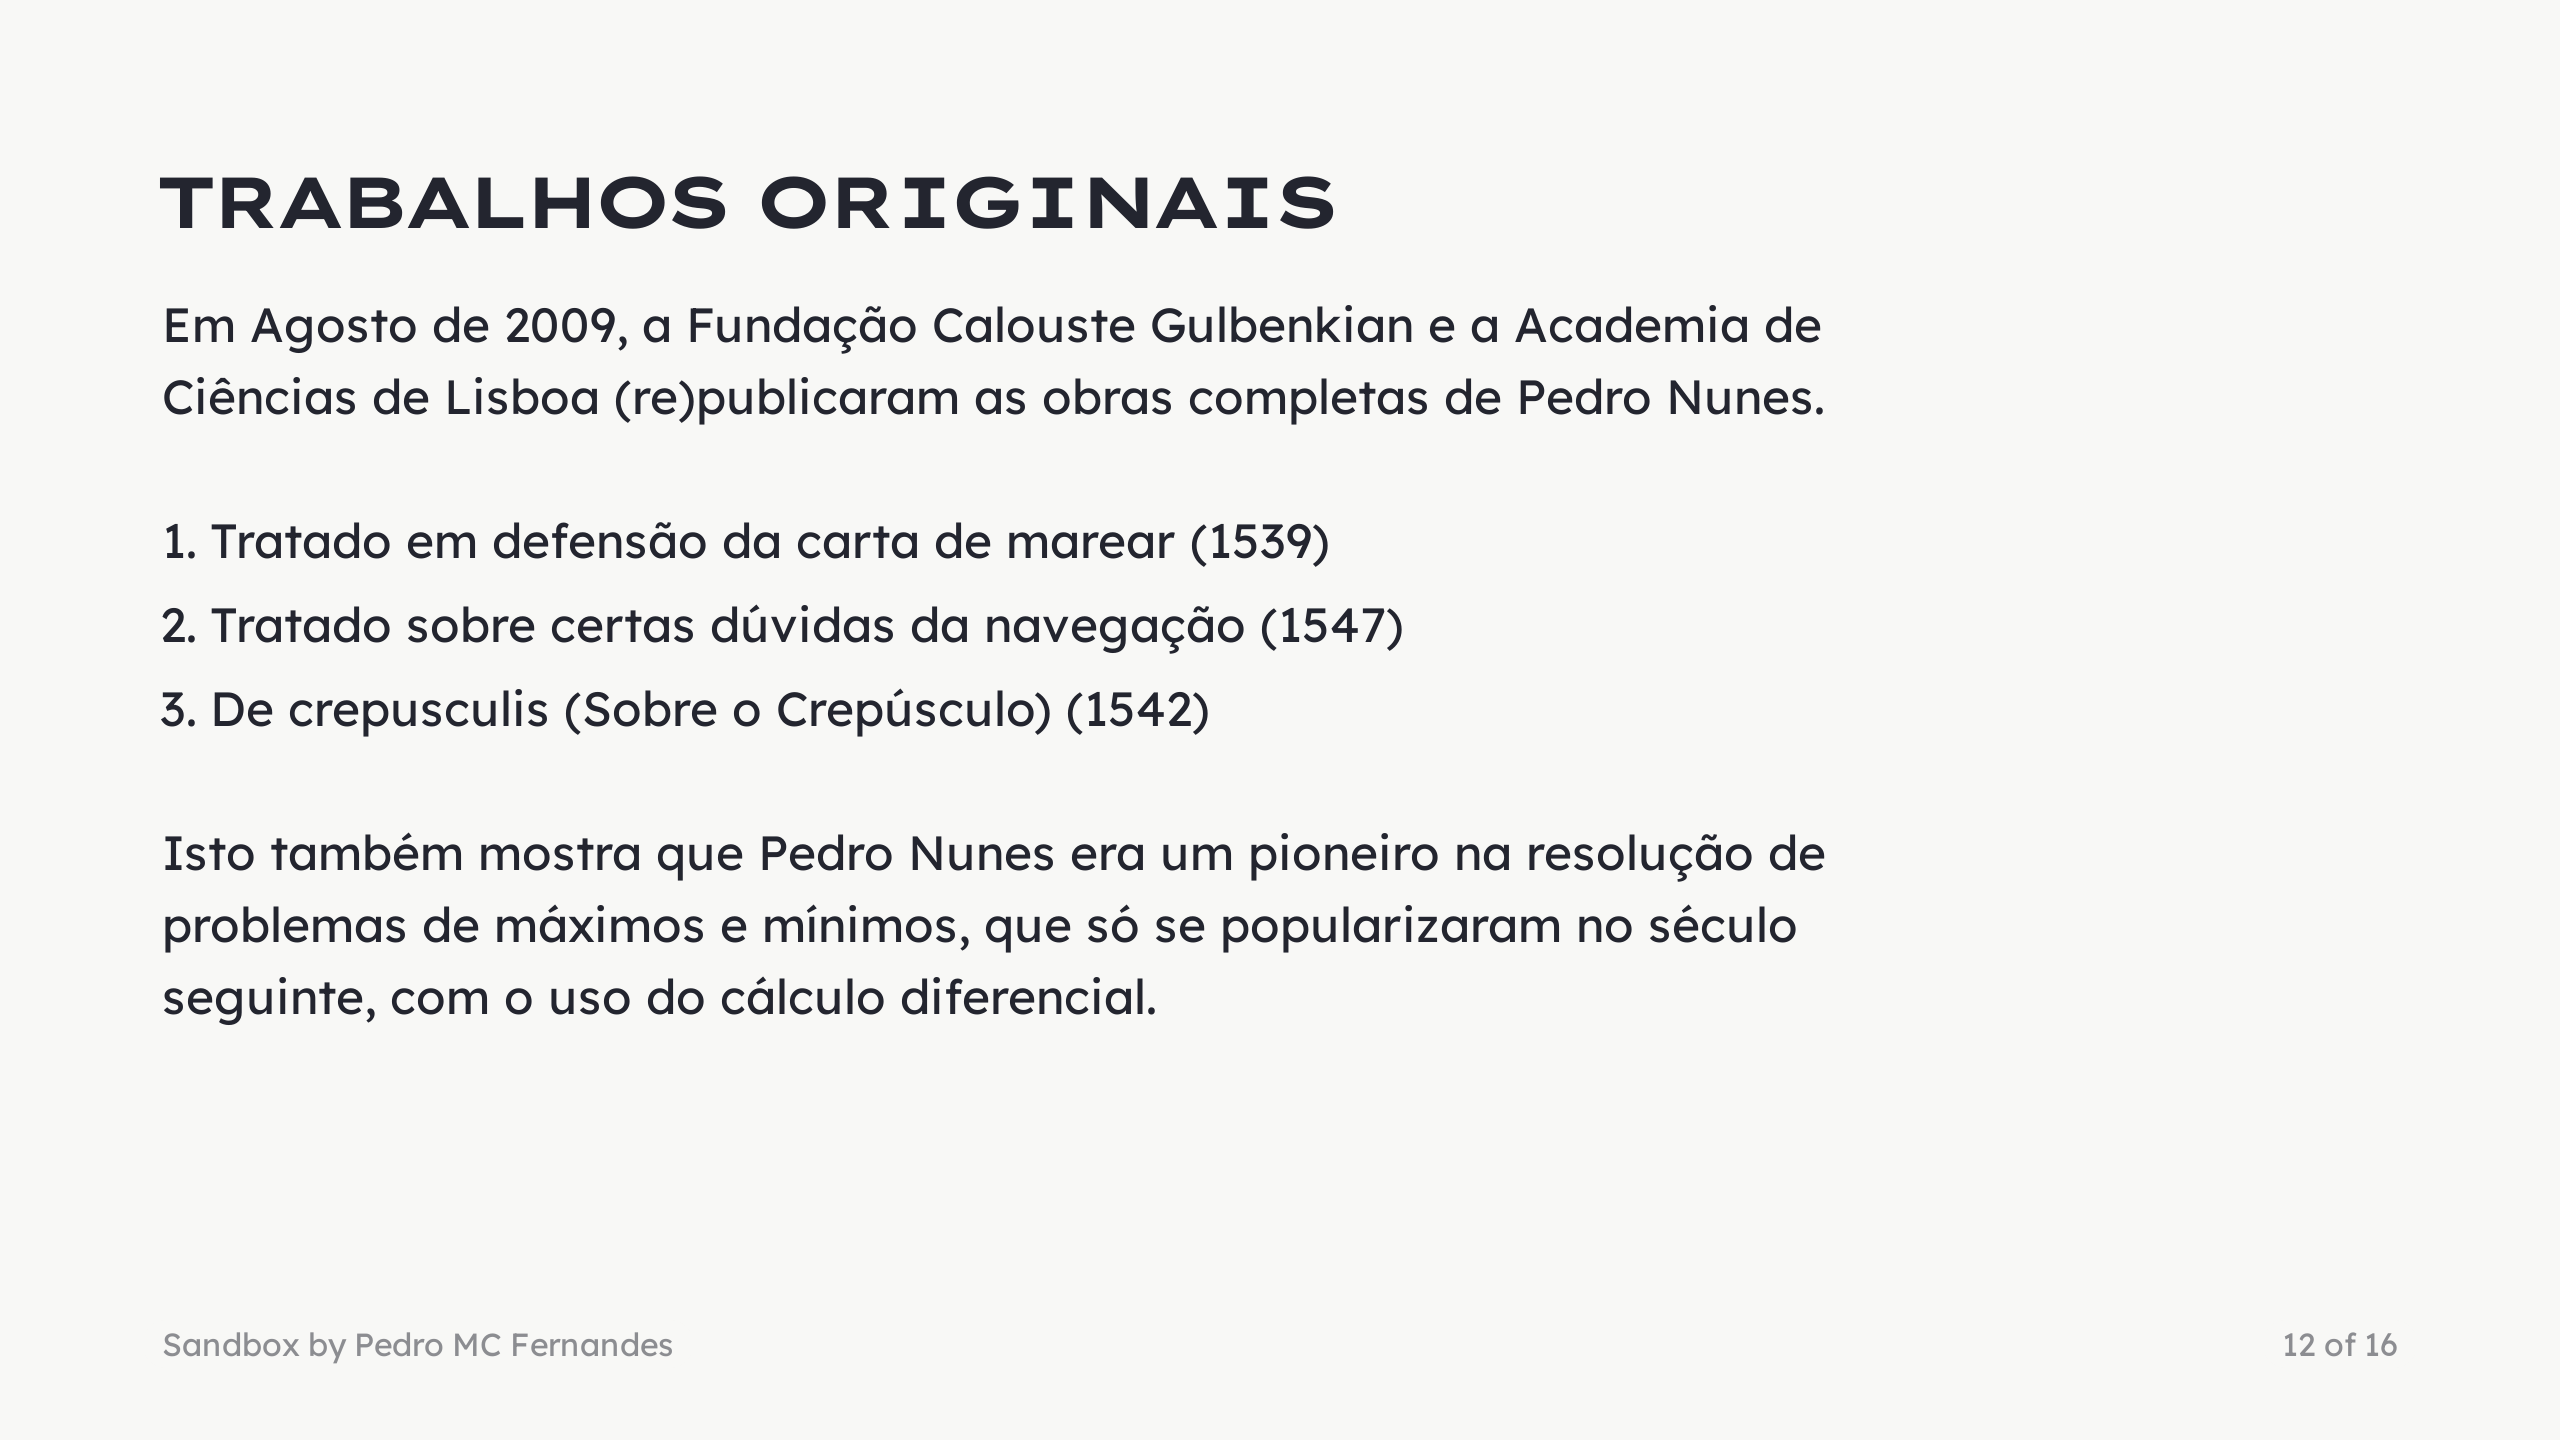 TRABALHOS ORIGINAIS
Em Agosto de 2009, a Fundação Calouste Gulbenkian e a Academia de
Ciências de Lisboa (re)publicaram as obras completas de Pedro Nunes.
1. Tratado em defensão da carta de marear (1539)
2. Tratado sobre certas dúvidas da navegação (1547)
3. De crepusculis (Sobre o Crepúsculo) (1542)
Isto também mostra que Pedro Nunes era um pioneiro na resolução de
problemas de máximos e mínimos, que só se popularizaram no século
seguinte, com o uso do cálculo diferencial.
Sandbox by Pedro MC Fernandes
12 of 16